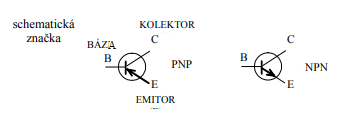 schematická
značka
KOLEKTOR
BÁZA
C
B
PNP
E
EMITOR
C
B
NPN
E